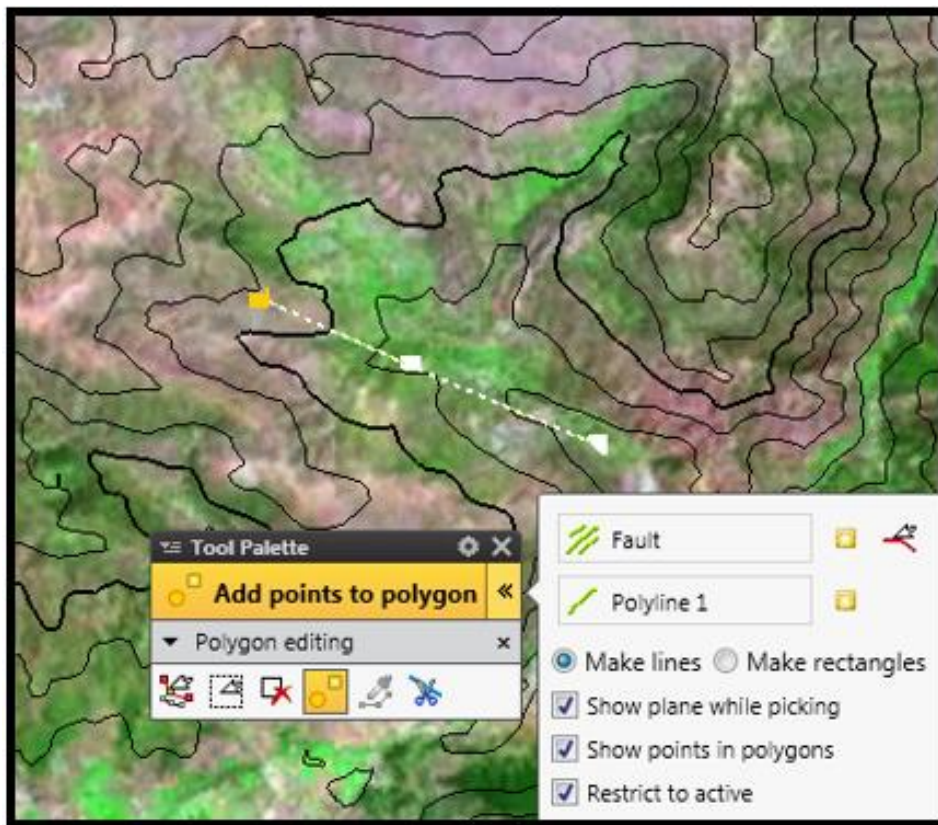 Tool Palette
Add points to polygon «
Polygon editing
Fault
Polyline 1
Make lines Make rectangles
Show plane while picking
Show points in polygons
Restrict to active